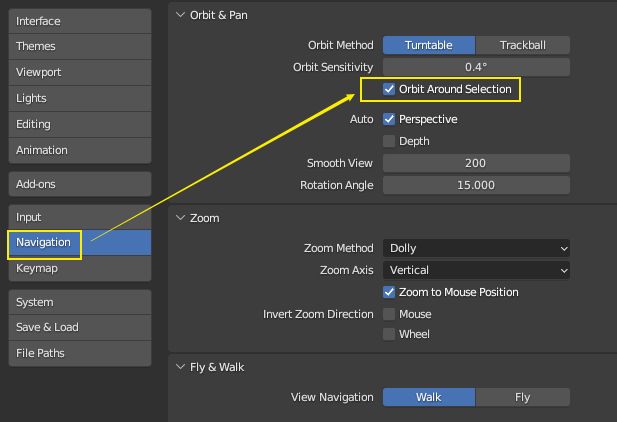 Interface
Themes
Viewport
Lights
Editing
Animation
Add-ons
Input
Navigation
Keymap
System
Save & Load
File Paths
Orbit & Pan
Orbit Method Turntable Trackball
Orbit Sensitivity 0.4°
Orbit Around Selection
Auto Perspective
Depth
Smooth View 200
Rotation Angle 15.000
Zoom
Zoom Method Dolly
Zoom Axis Vertical
Zoom to Mouse Position
Invert Zoom Direction Mouse
Wheel
Fly & Walk
View Navigation Walk Fly